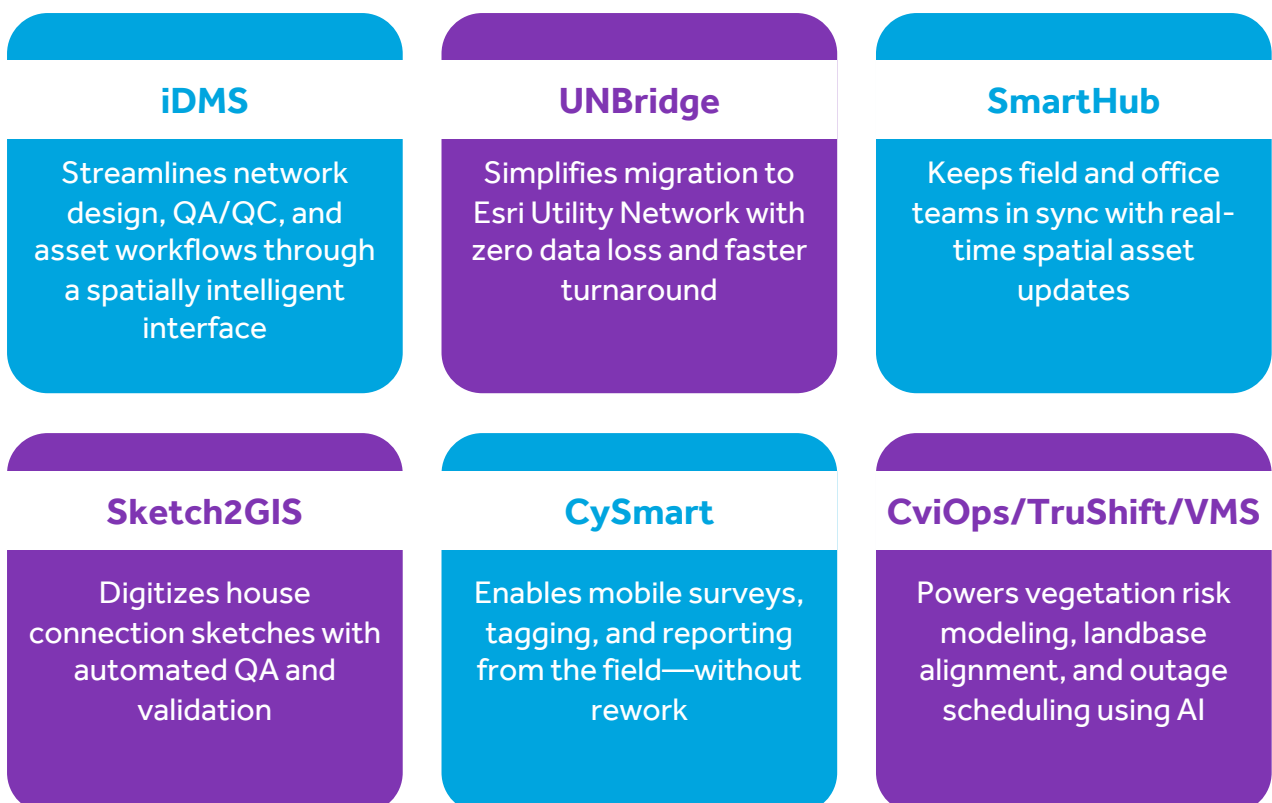 iDMS
Streamlines network
design, QA/QC, and
asset workflows through
a spatially intelligent
interface
UNBridge
Simplifies migration to
Esri Utility Network with
zero data loss and faster
turnaround
SmartHub
Keeps field and office
teams in sync with real-
time spatial asset
updates
Sketch2GIS
Digitizes house
connection sketches with
automated QA and
validation
CySmart
Enables mobile surveys,
tagging, and reporting
from the field—without
rework
CviOps/TruShift/VMS
Powers vegetation risk
modeling, landbase
alignment, and outage
scheduling using AI